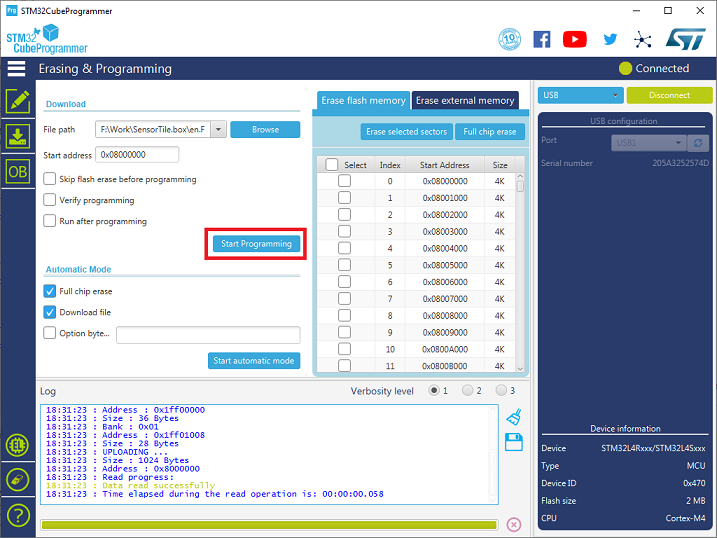 Prg STM32CubeProgrammer
STM32
CubeProgrammer
10
Erasing & Programming
Connected
Download
File path
F:\Work\SensorTile.box\en.F
Browse
Start address
0x08000000
Skip flash erase before programming
Verify programming
Run after programming
Start Programming
Automatic Mode
Full chip erase
Download file
Option byte...
Start automatic mode
Erase flash memory
Erase external memory
Erase selected sectors
Full chip erase
Select Index Start Address Size
0 0x08000000 4K
1 0x08001000 4K
2 0x08002000 4K
3 0x08003000 4K
4 0x08004000 4K
5 0x08005000 4K
6 0x08006000 4K
7 0x08007000 4K
8 0x08008000 4K
9 0x08009000 4K
10 0x0800A000 4K
11 0x0800B000 4K
USB
Disconnect
USB configuration
Port USB1
Serial number 205A3252574D
OB
Log
Verbosity level 1 2 3
18:31:23 : Address : 0x1ff00000
18:31:23 : Size : 36 Bytes
18:31:23 : Bank : 0x01
18:31:23 : Address : 0x1ff01008
18:31:23 : Size : 28 Bytes
18:31:23 : UPLOADING ...
18:31:23 : Size : 1024 Bytes
18:31:23 : Address : 0x8000000
18:31:23 : Read progress:
18:31:23 : Data read successfully
18:31:23 : Time elapsed during the read operation is: 00:00:00.058
Device information
Device STM32L4Rxxx/STM32L4Sxxx
Type MCU
Device ID 0x470
Flash size 2 MB
CPU Cortex-M4